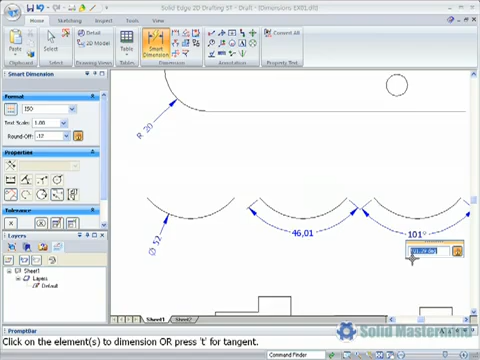 Solid Edge 2D Drafting ST - Draft - [Dimensions EX01.dft]
Home
Sketching
Inspect
Tools
View
Paste
Clipboard
Select
Select
Detail
2D Model
Drawing Views
Table
Tables
Smart
Dimension
Dimension
Annotation
Convert All
Property Text
Smart Dimension
Format
ISO
Text Scale: 1.00
Round-Off: .12
Properties
Tolerance
Layers
Sheet1
Layers
Default
R 20
Ø 52
46,01
101°
Sheet1
Sheet2
Solid Mastermind
PromptBar
Click on the element(s) to dimension OR press 't' for tangent.
Command Finder